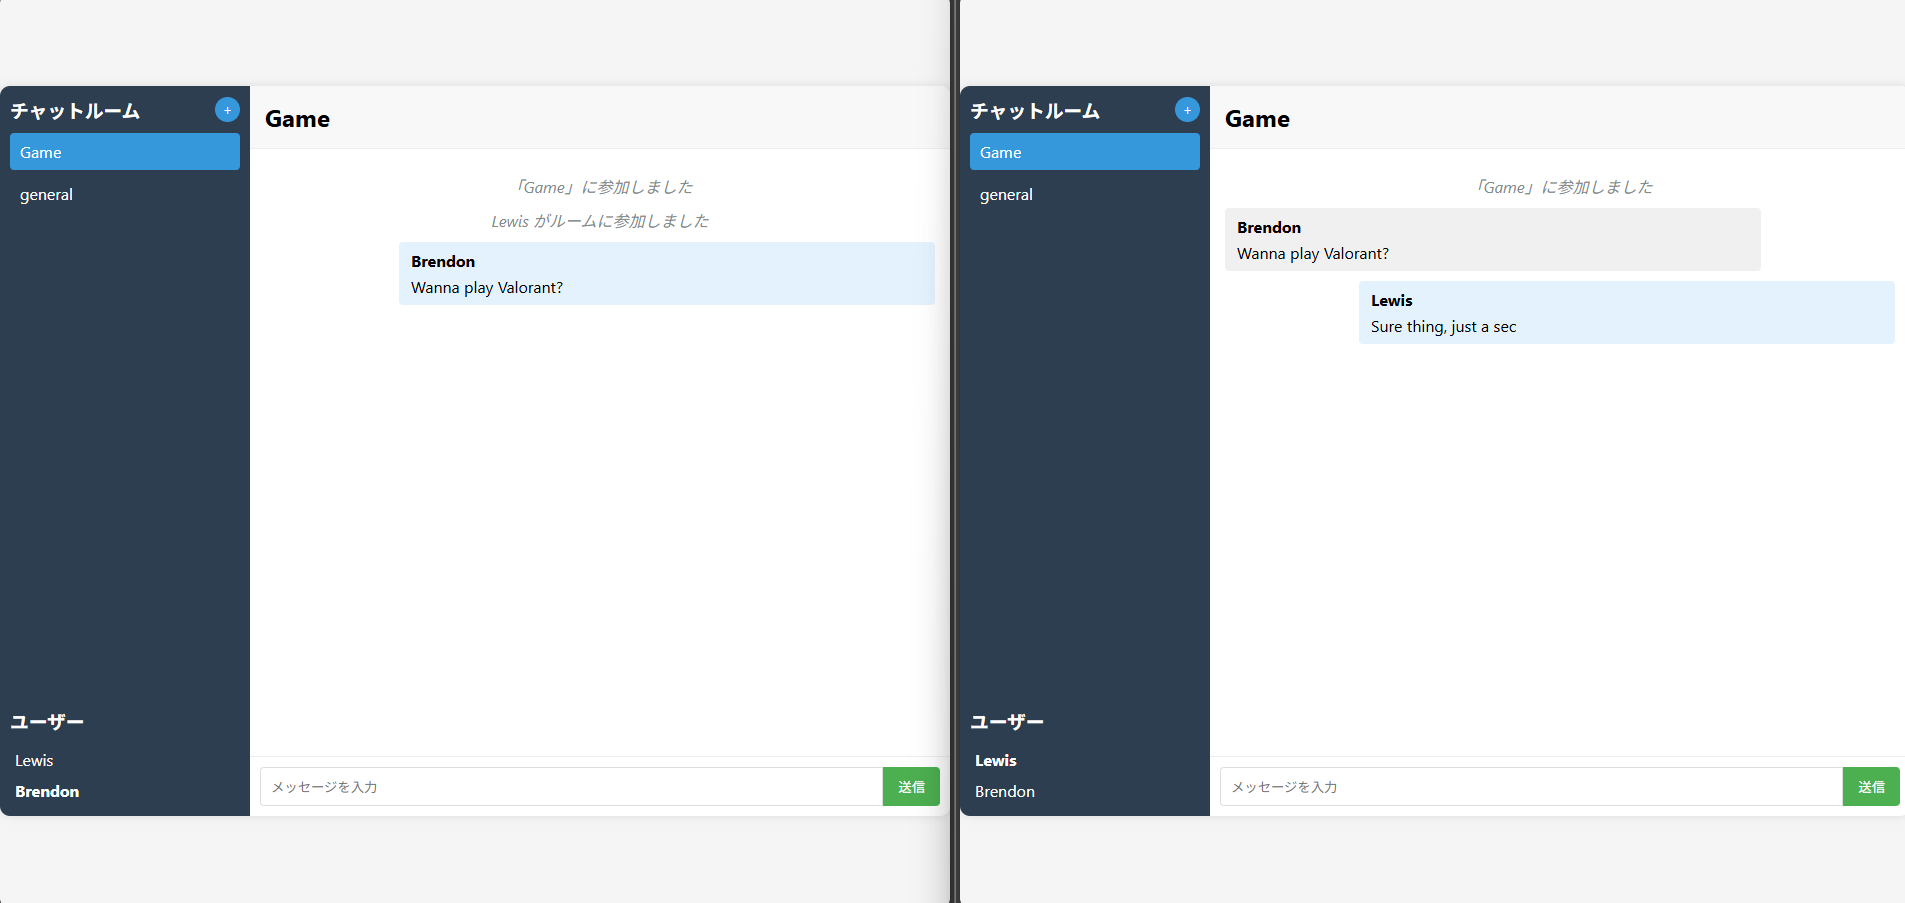 チャットルーム
+
Game
general
ユーザー
Lewis
Brendon
Game
「Game」に参加しました
Lewis がルームに参加しました
Brendon
Wanna play Valorant?
メッセージを入力
送信
チャットルーム
+
Game
general
ユーザー
Lewis
Brendon
Game
「Game」に参加しました
Brendon
Wanna play Valorant?
Lewis
Sure thing, just a sec
メッセージを入力
送信